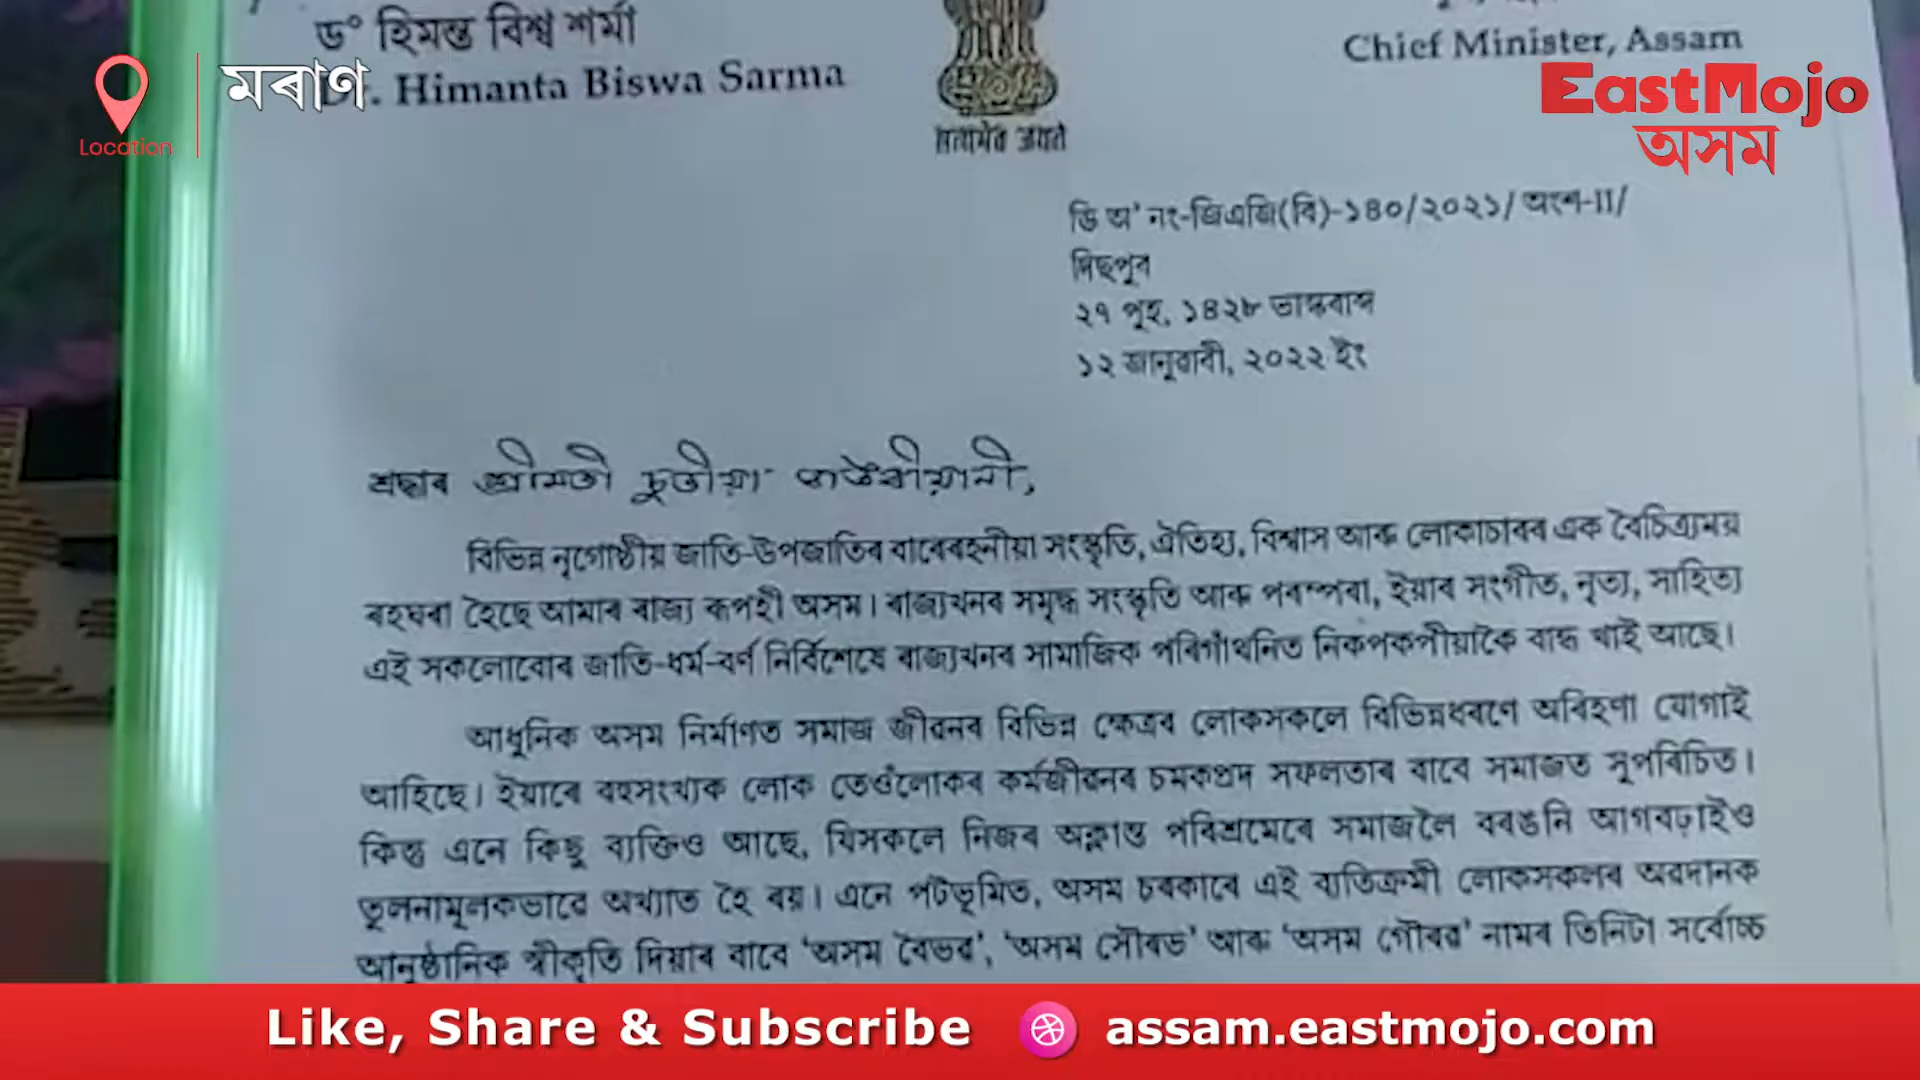 ড° হিমন্ত বিশ্ব শৰ্মা
Dr. Himanta Biswa Sarma
सत्यमेव जयते
Chief Minister, Assam
Location
মৰাণ
EastMojo
অসম
ডি অ' নং-জিএজি(বি)-১৪০/২০২১/ অংশ-II/
দিছপুৰ
২৭ পুহ, ১৪২৮ ভাস্কৰাব্দ
১২ জানুৱাৰী, ২০২২ ইং
শ্ৰদ্ধাৰ শ্ৰীমতী
বিভিন্ন নৃগোষ্ঠীয় জাতি-উপজাতিৰ বাৰেৰহনীয়া সংস্কৃতি, ঐতিহ্য, বিশ্বাস আৰু লোকাচাৰৰ এক বৈচিত্ৰ্যময়
ৰহঘৰা হৈছে আমাৰ ৰাজ্য ৰূপহী অসম। ৰাজ্যখনৰ সমৃদ্ধ সংস্কৃতি আৰু পৰম্পৰা, ইয়াৰ সংগীত, নৃত্য, সাহিত্য
এই সকলোবোৰ জাতি-ধৰ্ম-বৰ্ণ নিৰ্বিশেষে ৰাজ্যখনৰ সামাজিক পৰিগাঁথনিত নিকপকপীয়াকৈ বান্ধ খাই আছে।
আধুনিক অসম নিৰ্মাণত সমাজ জীৱনৰ বিভিন্ন ক্ষেত্ৰৰ লোকসকলে বিভিন্নধৰণে অৰিহণা যোগাই
আহিছে। ইয়াৰে বহুসংখ্যক লোক তেওঁলোকৰ কৰ্মজীৱনৰ চমকপ্ৰদ সফলতাৰ বাবে সমাজত সুপৰিচিত।
কিন্তু এনে কিছু ব্যক্তিও আছে, যিসকলে নিজৰ অক্লান্ত পৰিশ্ৰমেৰে সমাজলৈ বৰঙনি আগবঢ়াইও
তুলনামূলকভাৱে অখ্যাত হৈ ৰয়। এনে পটভূমিত, অসম চৰকাৰে এই ব্যতিক্ৰমী লোকসকলৰ অৱদানক
আনুষ্ঠানিক স্বীকৃতি দিয়াৰ বাবে ‘অসম বৈভৱ’, ‘অসম সৌৰভ’ আৰু ‘অসম গৌৰৱ’ নামৰ তিনিটা সৰ্বোচ্চ
Like, Share & Subscribe
assam.eastmojo.com